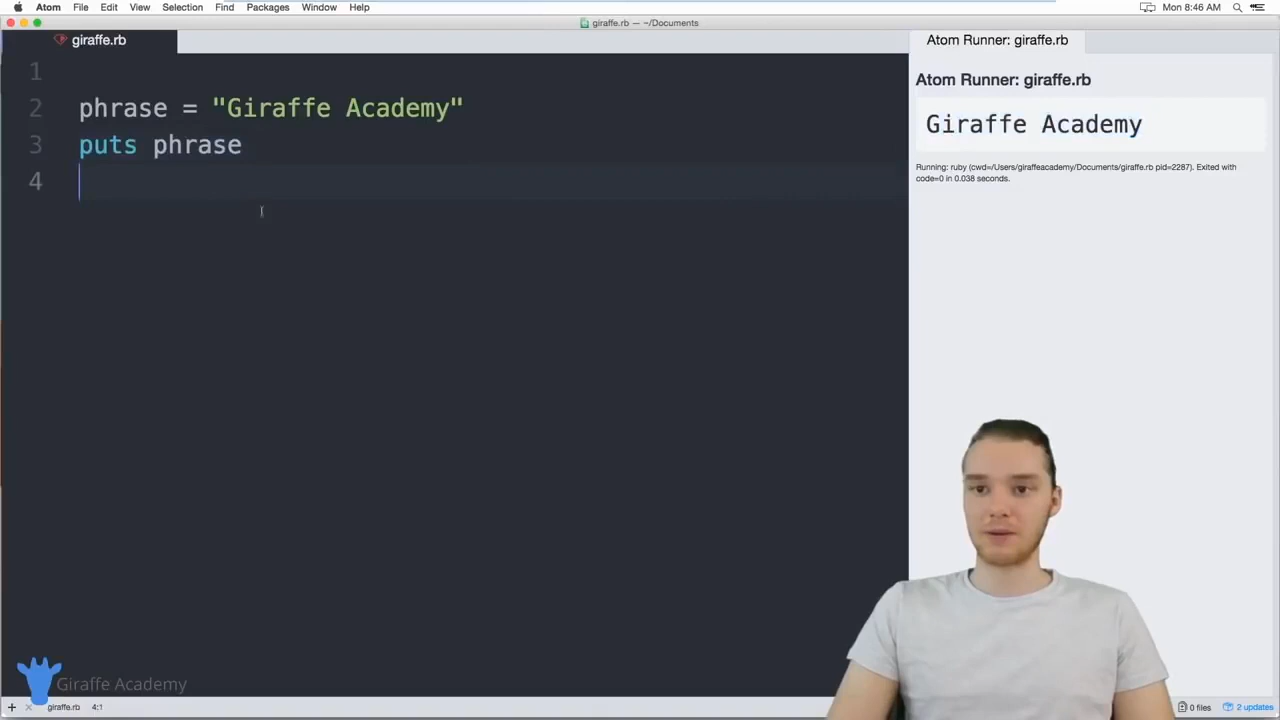 Atom File Edit View Selection Find Packages Window Help Mon 8:46 AM
giraffe.rb — ~/Documents
giraffe.rb
Atom Runner: giraffe.rb
1
2 phrase = "Giraffe Academy"
3 puts phrase
4
Atom Runner: giraffe.rb
Giraffe Academy
Running: ruby (cwd=/Users/giraffeacademy/Documents/giraffe.rb pid=2287). Exited with
code=0 in 0.038 seconds.
Giraffe Academy
giraffe.rb 4:1 0 files 2 updates